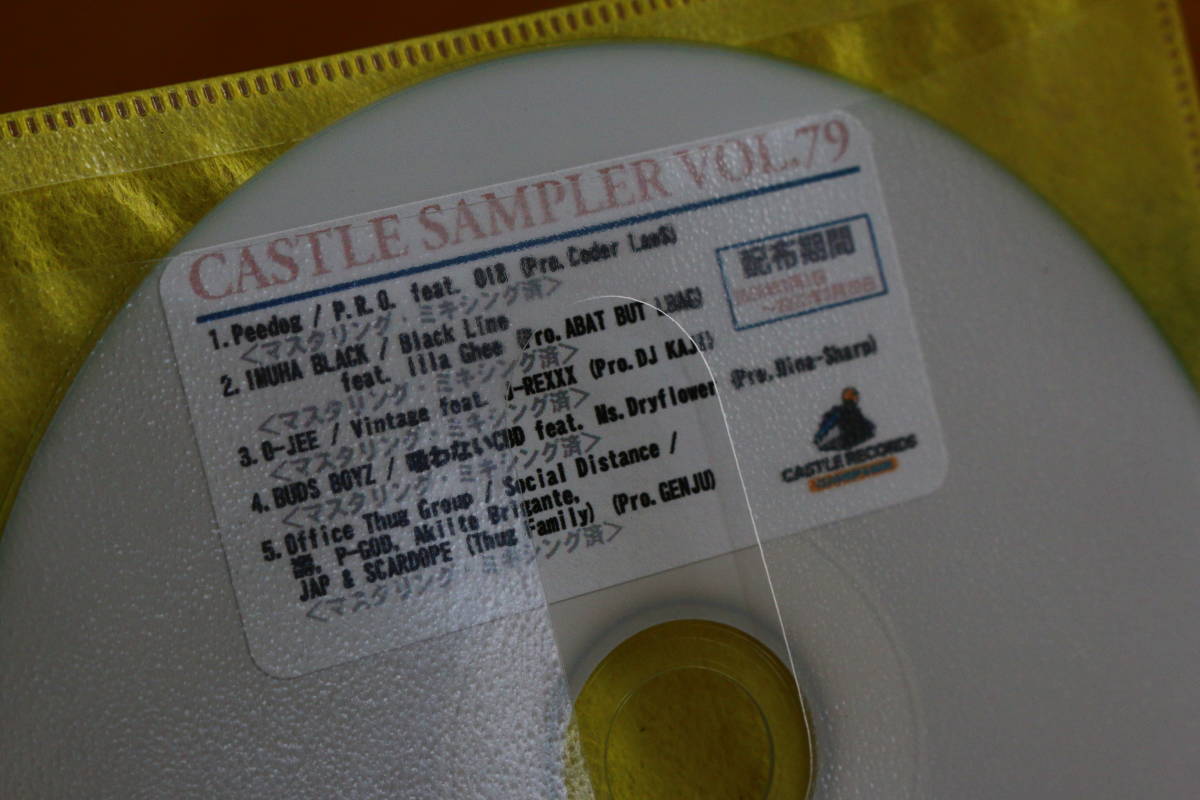 CASTLE SAMPLER VOL.79
配布期間
1.Peedog / P.R.O. feat. 018 (Pro.Coder
<マスタリング・ミキシング済>
2.INUHA BLACK / Black Line
feat. illa Ghee (Pro.ABAT BUT
<マスタリング・ミキシング済>
3.O-JEE / Vintage feat. J-REXXX (Pro.DJ KAJI)
<マスタリング・ミキシング済>
4.BUDS BOYZ / 吸わないCBD feat. Ms.Dryflower (Pro.Nina-Sharp)
<マスタリング・ミキシング済>
5.Office Thug Group / Social Distance /
P-GOD, Akilte Brigante,
JAP & SCARDOPE (Thug Family) (Pro.GENJU)
<マスタリング・ミキシング済>
CASTLE RECORDS